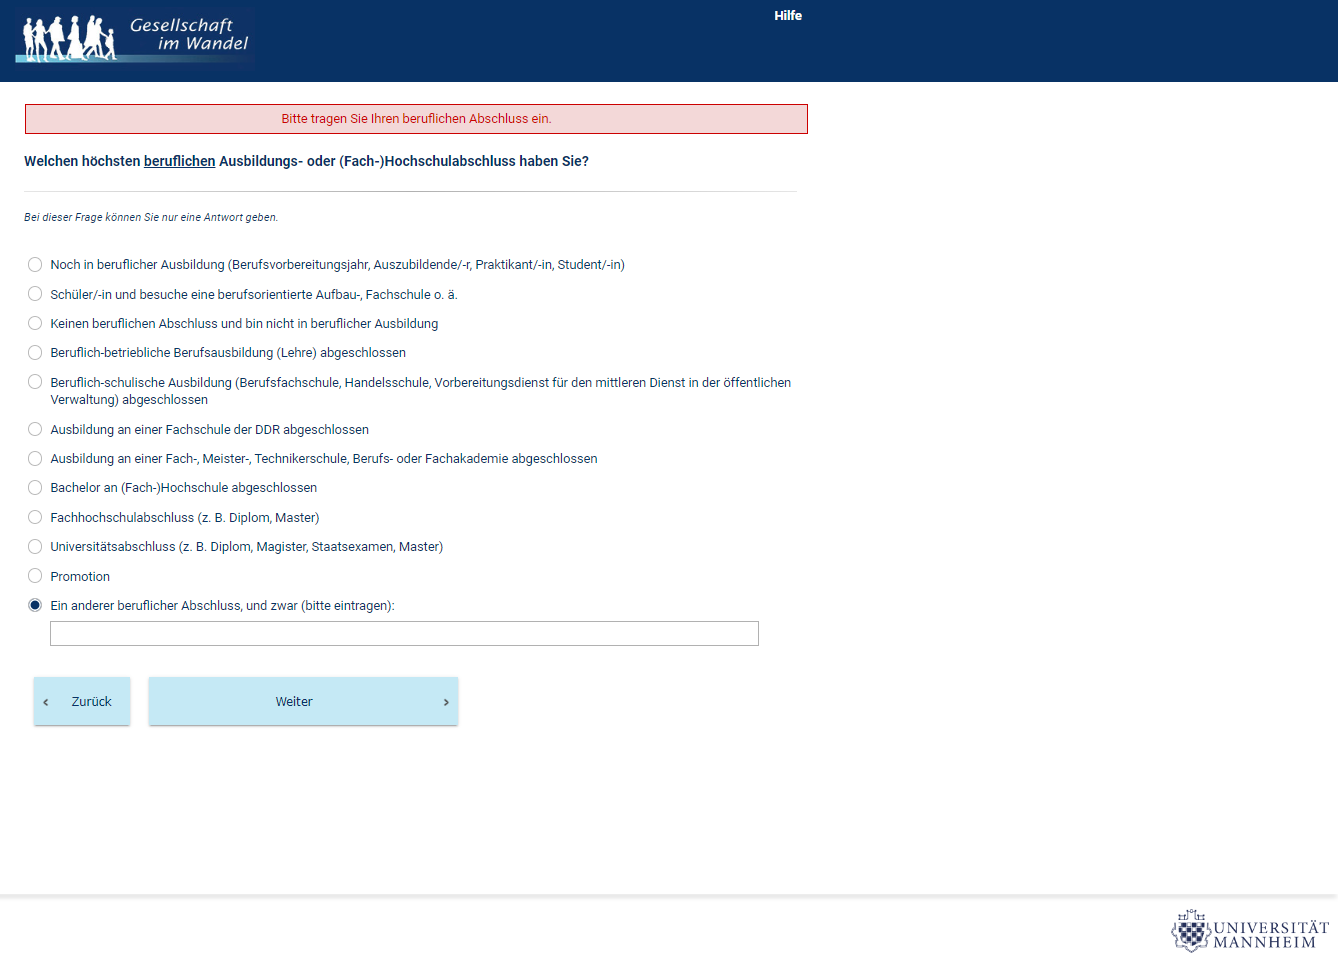 Gesellschaft
im Wandel
Hilfe
Bitte tragen Sie Ihren beruflichen Abschluss ein.
Welchen höchsten beruflichen Ausbildungs- oder (Fach-)Hochschulabschluss haben Sie?
Bei dieser Frage können Sie nur eine Antwort geben.
Noch in beruflicher Ausbildung (Berufsvorbereitungsjahr, Auszubildende/-r, Praktikant/-in, Student/-in)
Schüler/-in und besuche eine berufsorientierte Aufbau-, Fachschule o. ä.
Keinen beruflichen Abschluss und bin nicht in beruflicher Ausbildung
Beruflich-betriebliche Berufsausbildung (Lehre) abgeschlossen
Beruflich-schulische Ausbildung (Berufsfachschule, Handelsschule, Vorbereitungsdienst für den mittleren Dienst in der öffentlichen
Verwaltung) abgeschlossen
Ausbildung an einer Fachschule der DDR abgeschlossen
Ausbildung an einer Fach-, Meister-, Technikerschule, Berufs- oder Fachakademie abgeschlossen
Bachelor an (Fach-)Hochschule abgeschlossen
Fachhochschulabschluss (z. B. Diplom, Master)
Universitätsabschluss (z. B. Diplom, Magister, Staatsexamen, Master)
Promotion
Ein anderer beruflicher Abschluss, und zwar (bitte eintragen):
‹ Zurück
Weiter ›
UNIVERSITÄT
MANNHEIM